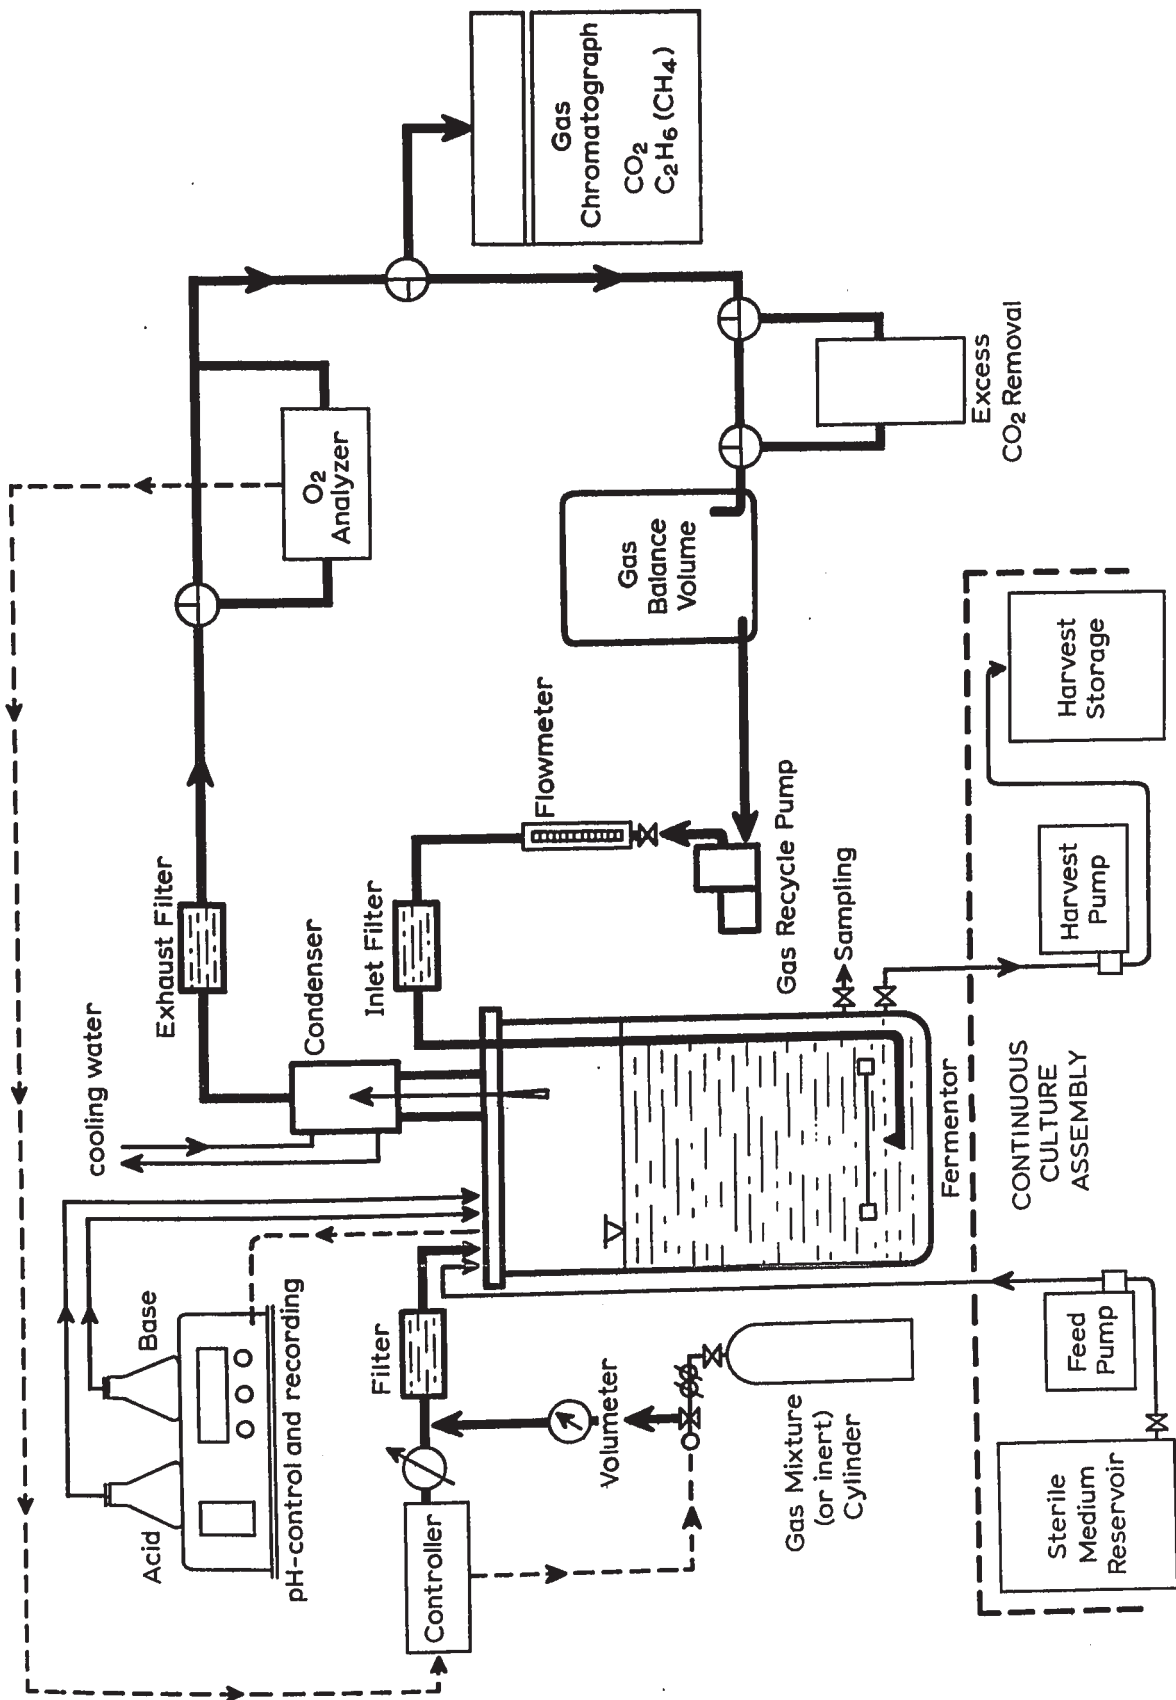 Acid
Base
pH-control and recording
cooling water
Exhaust Filter
Condenser
Inlet Filter
Flowmeter
O2
Analyzer
Gas
Chromatograph
CO2
C2H6 (CH4)
Excess
CO2 Removal
Gas
Balance
Volume
Gas Recycle Pump
Sampling
Fermentor
Controller
Filter
Volumeter
Gas Mixture
(or inert)
Cylinder
CONTINUOUS
CULTURE
ASSEMBLY
Sterile
Medium
Reservoir
Feed
Pump
Harvest
Pump
Harvest
Storage